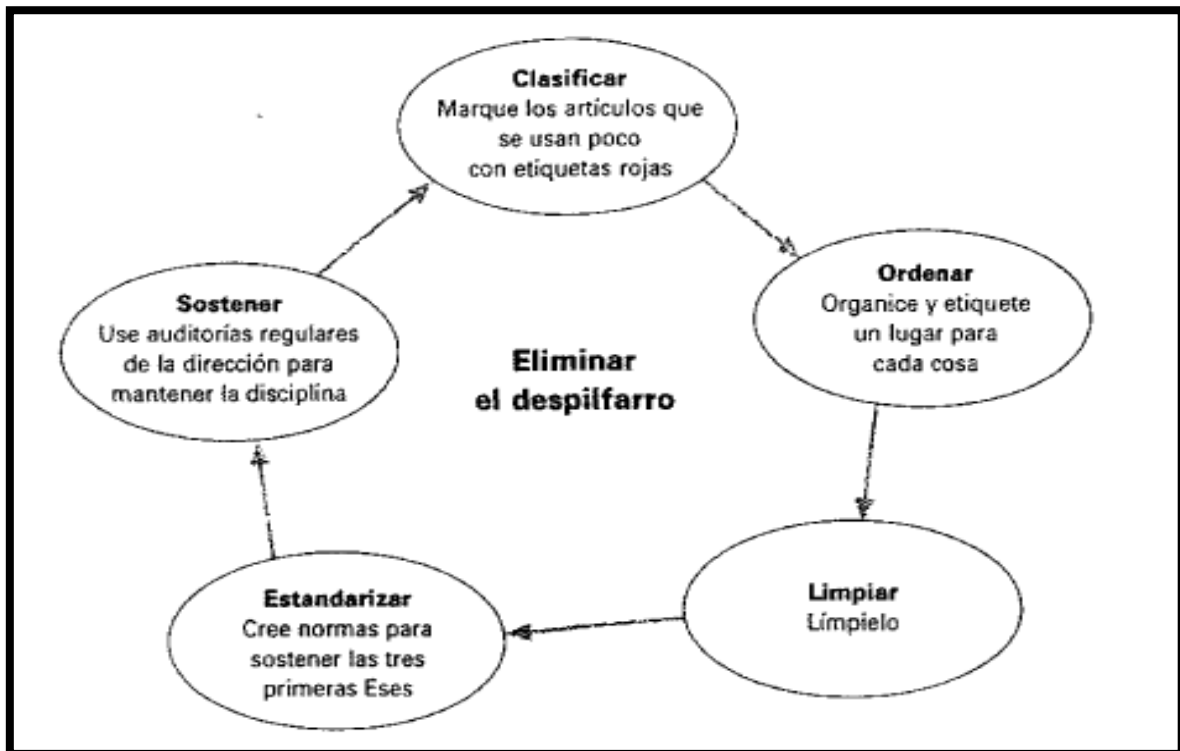 Clasificar
Marque los artículos que
se usan poco
con etiquetas rojas
Ordenar
Organice y etiquete
un lugar para
cada cosa
Limpiar
Límpielo
Estandarizar
Cree normas para
sostener las tres
primeras Eses
Sostener
Use auditorías regulares
de la dirección para
mantener la disciplina
Eliminar
el despilfarro